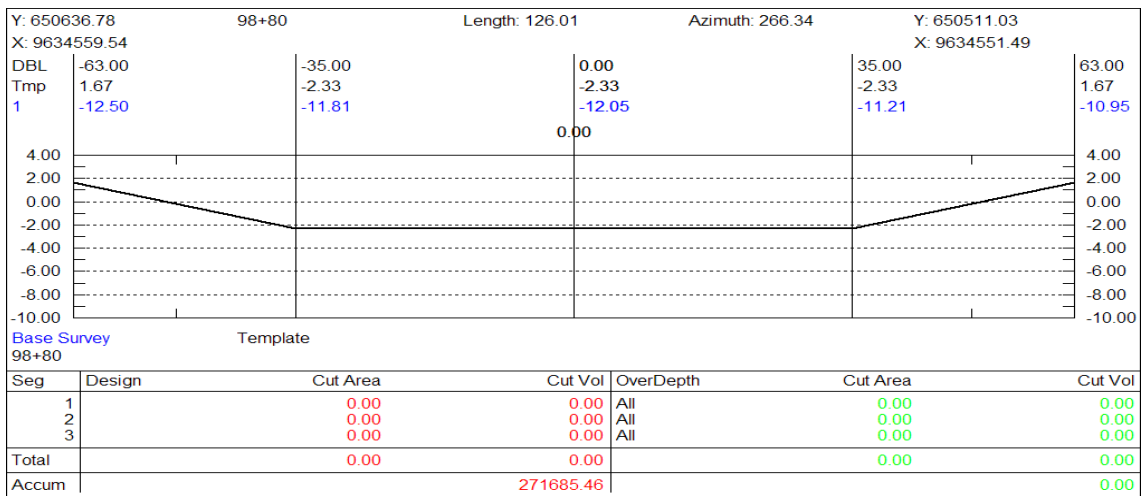 Y: 650636.78 98+80 Length: 126.01 Azimuth: 266.34 Y: 650511.03
X: 9634559.54 X: 9634551.49
DBL -63.00 -35.00 0.00 35.00 63.00
Tmp 1.67 -2.33 -2.33 -2.33 1.67
1 -12.50 -11.81 -12.05 -11.21 -10.95
0.00
4.00 4.00
2.00 2.00
0.00 0.00
-2.00 -2.00
-4.00 -4.00
-6.00 -6.00
-8.00 -8.00
-10.00 -10.00
Base Survey Template
98+80
Seg Design Cut Area Cut Vol OverDepth Cut Area Cut Vol
1 0.00 0.00 All 0.00 0.00
2 0.00 0.00 All 0.00 0.00
3 0.00 0.00 All 0.00 0.00
Total 0.00 0.00 0.00 0.00
Accum 271685.46 0.00